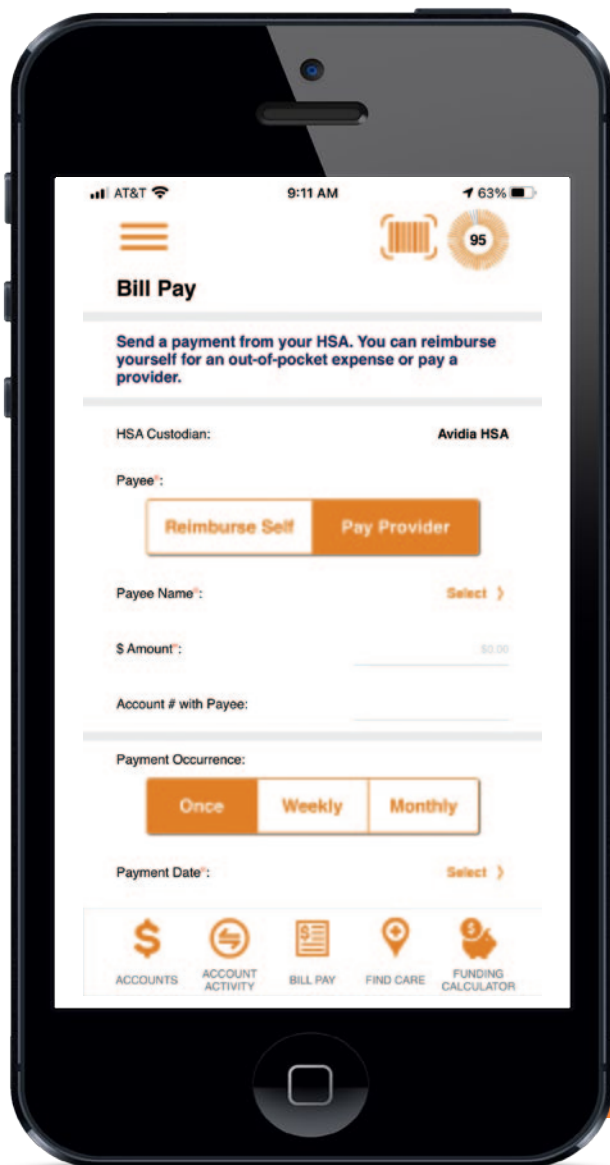 AT&T 9:11 AM 63%
95
Bill Pay
Send a payment from your HSA. You can reimburse
yourself for an out-of-pocket expense or pay a
provider.
HSA Custodian: Avidia HSA
Payee*:
Reimburse Self Pay Provider
Payee Name*: Select >
$ Amount*: $0.00
Account # with Payee:
Payment Occurrence:
Once Weekly Monthly
Payment Date*: Select >
$ $
ACCOUNTS ACCOUNT ACTIVITY BILL PAY FIND CARE FUNDING CALCULATOR